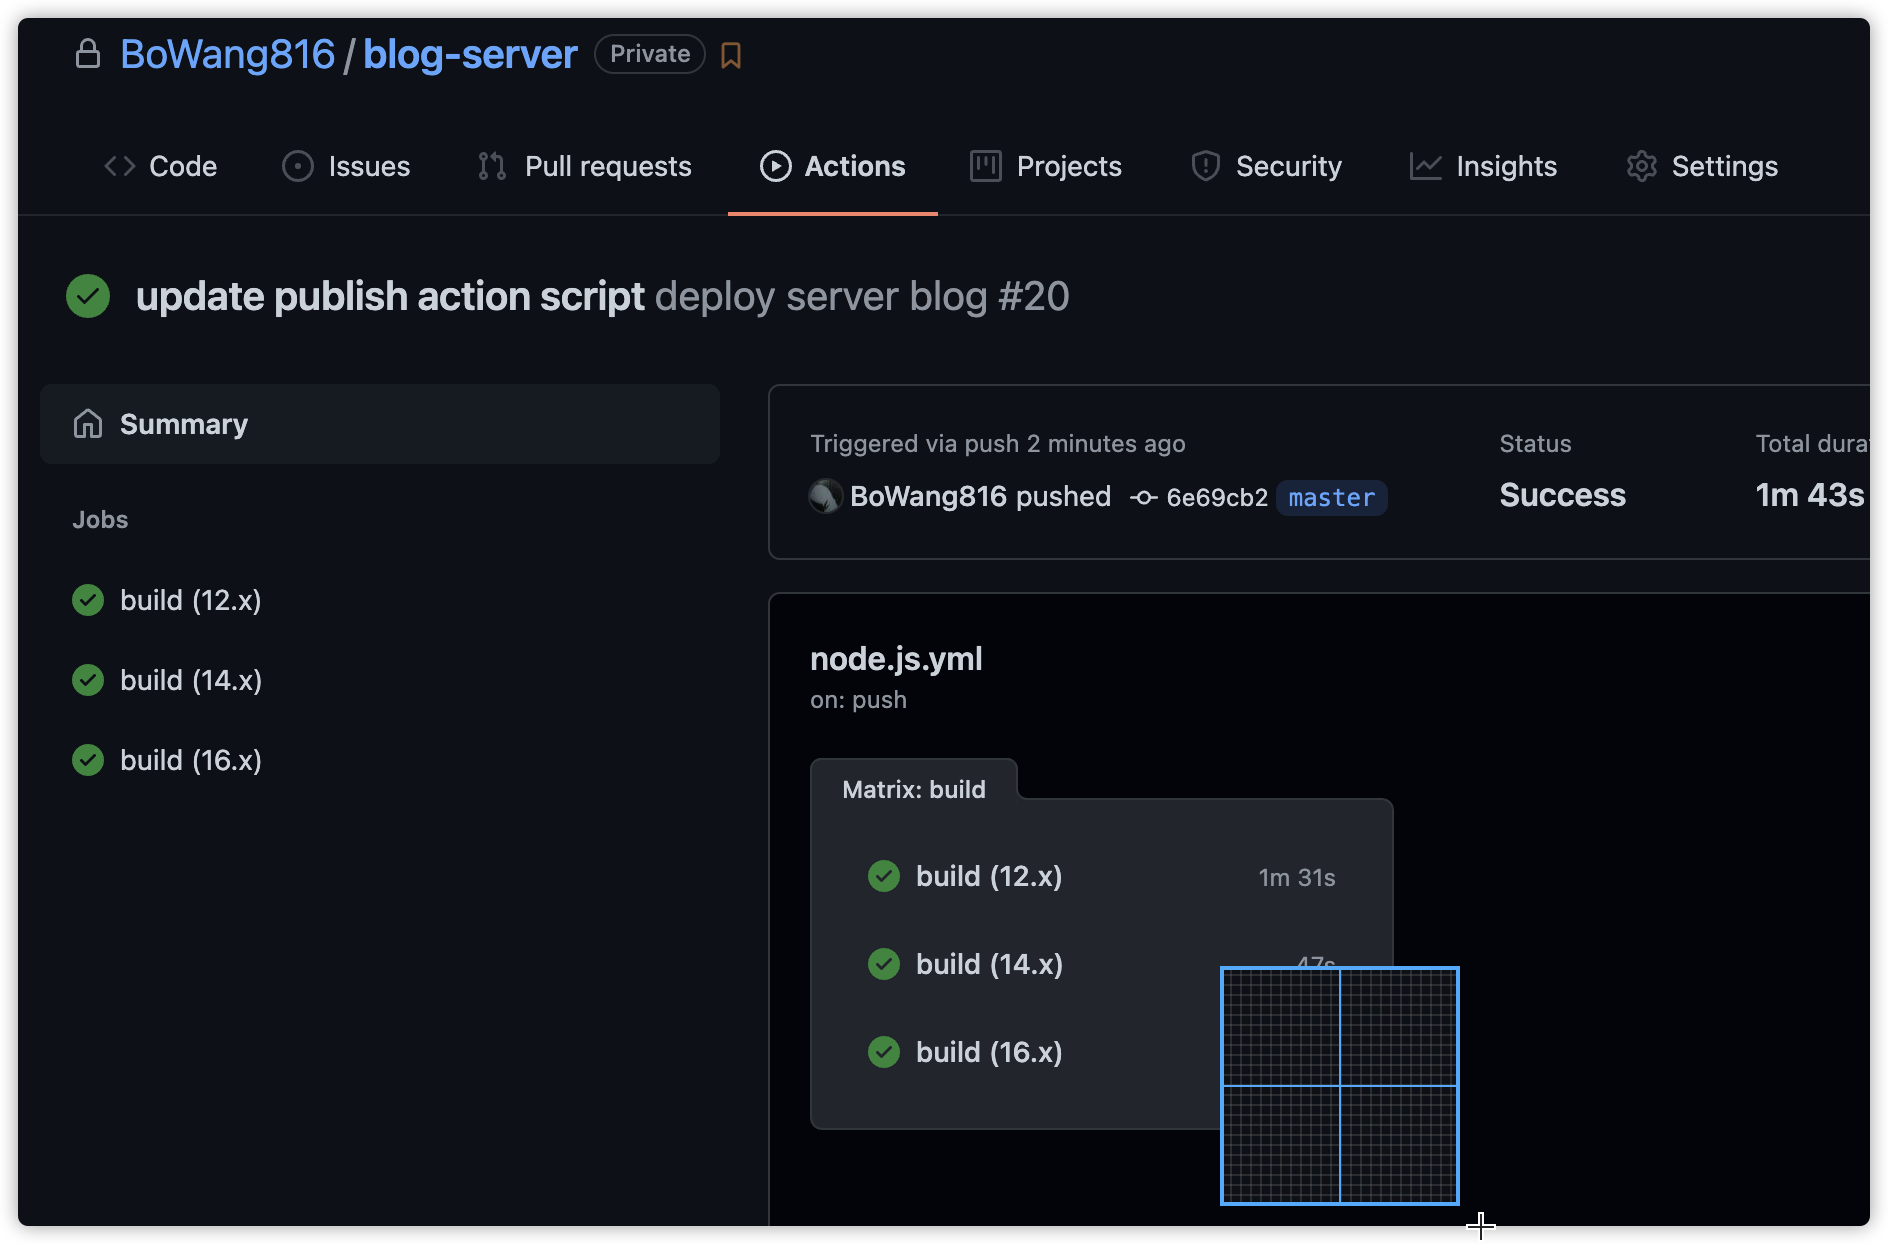 BoWang816 / blog-server Private
Code Issues Pull requests Actions Projects Security Insights Settings
update publish action script deploy server blog #20
Summary
Jobs
build (12.x)
build (14.x)
build (16.x)
Triggered via push 2 minutes ago
BoWang816 pushed 6e69cb2 master
Status
Success
Total
1m 43s
node.js.yml
on: push
Matrix: build
build (12.x) 1m 31s
build (14.x) 47s
build (16.x)